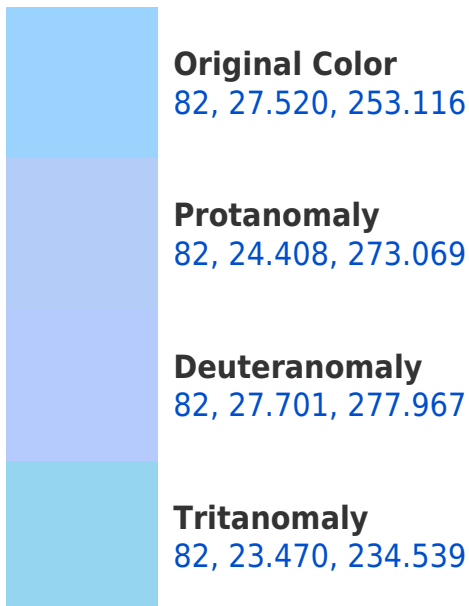 Original Color
82, 27.520, 253.116
Protanomaly
82, 24.408, 273.069
Deuteranomaly
82, 27.701, 277.967
Tritanomaly
82, 23.470, 234.539